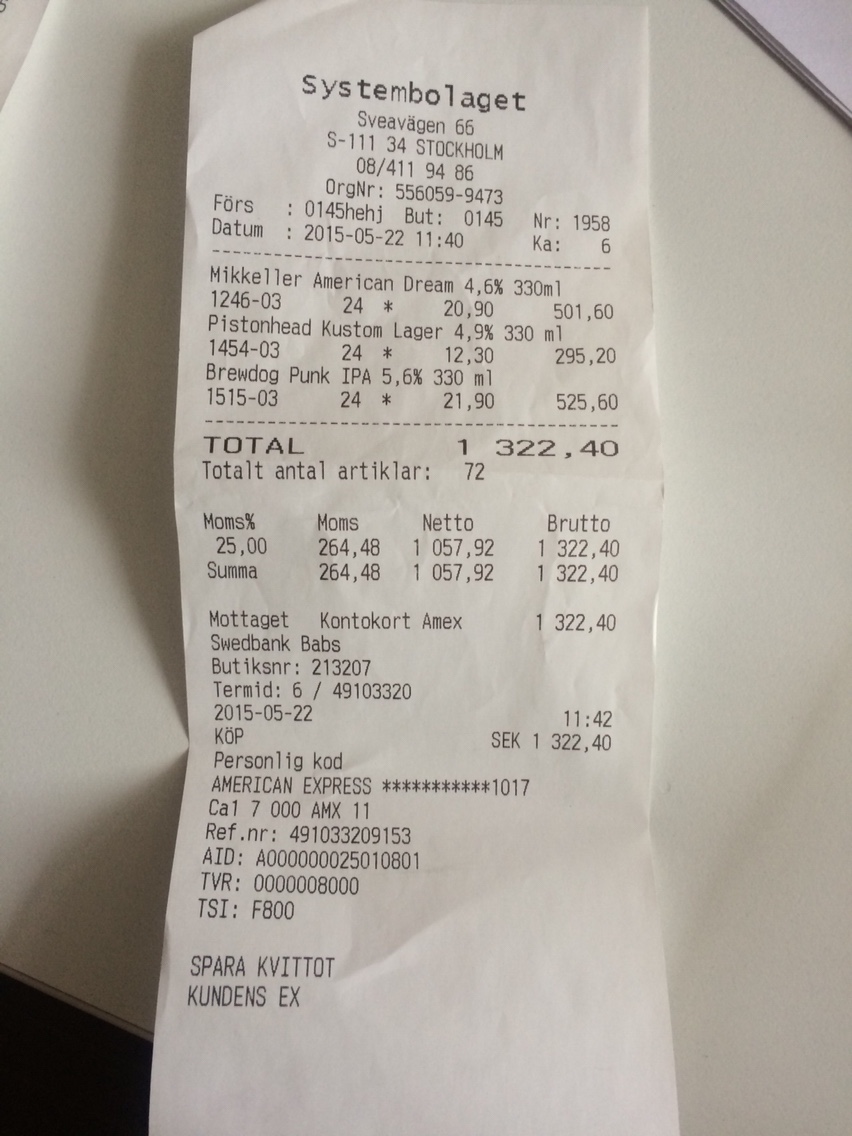 Systembolaget
Sveavägen 66
S-111 34 STOCKHOLM
08/411 94 86
OrgNr: 556059-9473
Förs : 0145hehj But: 0145 Nr: 1958
Datum : 2015-05-22 11:40 Ka: 6
Mikkeller American Dream 4,6% 330ml
1246-03 24 * 20,90 501,60
Pistonhead Kustom Lager 4,9% 330 ml
1454-03 24 * 12,30 295,20
Brewdog Punk IPA 5,6% 330 ml
1515-03 24 * 21,90 525,60
TOTAL 1 322,40
Totalt antal artiklar: 72
Moms% Moms Netto Brutto
25,00 264,48 1 057,92 1 322,40
Summa 264,48 1 057,92 1 322,40
Mottaget Kontokort Amex 1 322,40
Swedbank Babs
Butiksnr: 213207
Termid: 6 / 49103320
2015-05-22 11:42
KÖP SEK 1 322,40
Personlig kod
AMERICAN EXPRESS ***********1017
Ca1 7 000 AMX 11
Ref.nr: 491033209153
AID: A000000025010801
TVR: 0000008000
TSI: F800
SPARA KVITTOT
KUNDENS EX